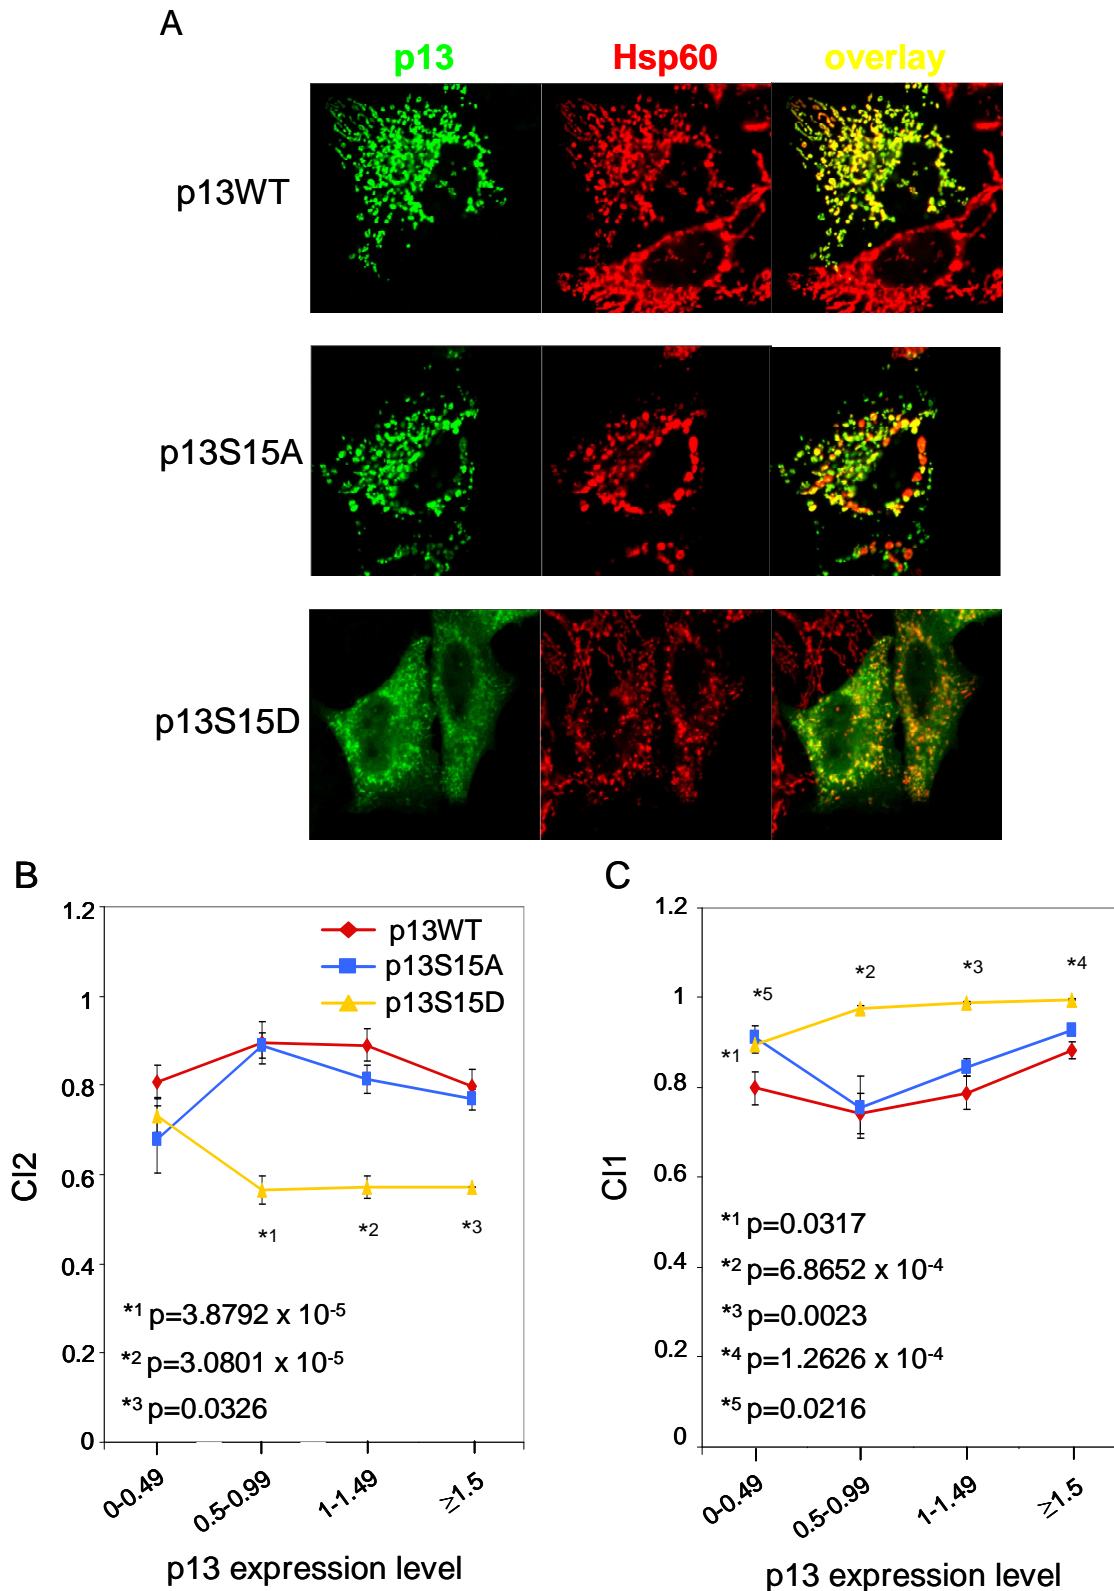 A
p13 Hsp60 overlay
p13WT
p13S15A
p13S15D
B
1.2
1
0.8
0.6
0.4
0.2
0
CI2
p13WT
p13S15A
p13S15D
*1
*2
*3
*1 p=3.8792 x 10-5
*2 p=3.0801 x 10-5
*3 p=0.0326
0-0.49
0.5-0.99
1-1.49
≥1.5
p13 expression level
C
1.2
1
0.8
0.6
0.4
0.2
0
CI1
*5
*1
*2
*3
*4
*1 p=0.0317
*2 p=6.8652 x 10-4
*3 p=0.0023
*4 p=1.2626 x 10-4
*5 p=0.0216
0-0.49
0.5-0.99
1-1.49
≥1.5
p13 expression level